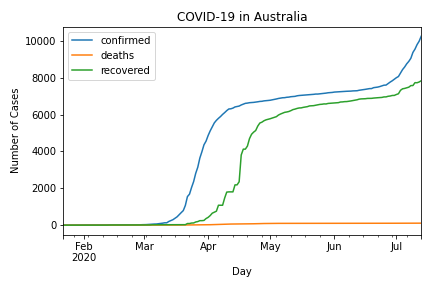 COVID-19 in Australia
confirmed
deaths
recovered
Number of Cases
10000
8000
6000
4000
2000
0
Feb Mar Apr May Jun Jul
2020
Day